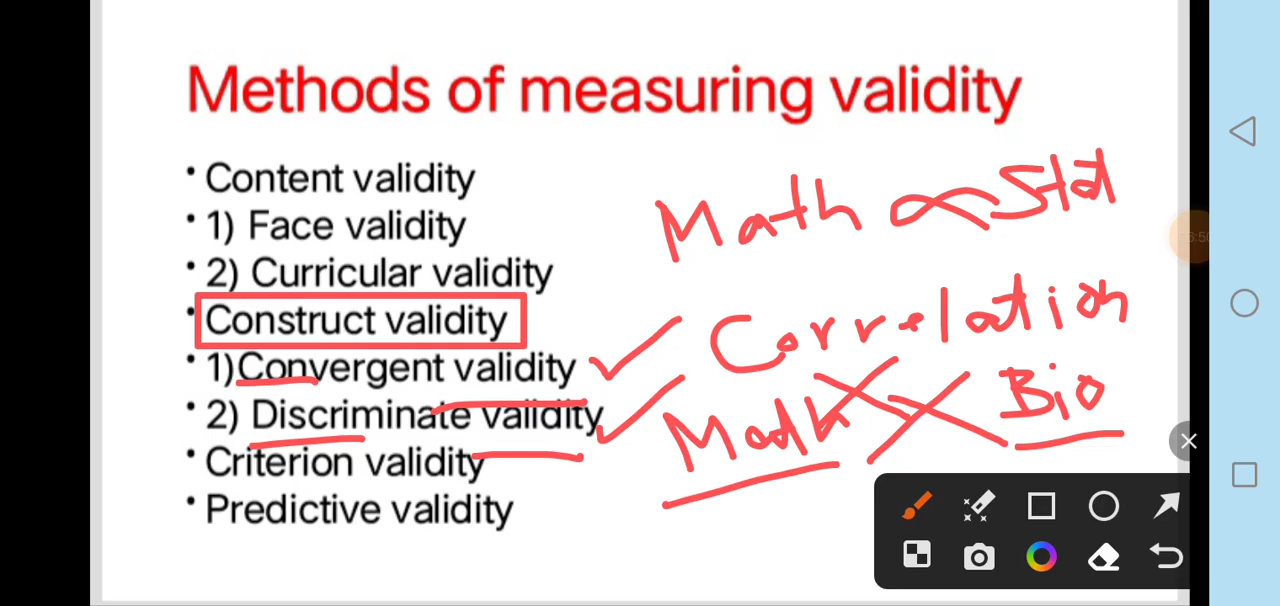 Methods of measuring validity
• Content validity
• 1) Face validity
• 2) Curricular validity
• Construct validity
• 1)Convergent validity
• 2) Discriminate validity
• Criterion validity
• Predictive validity
Math ∝ Stat
Correlation
Math Bio